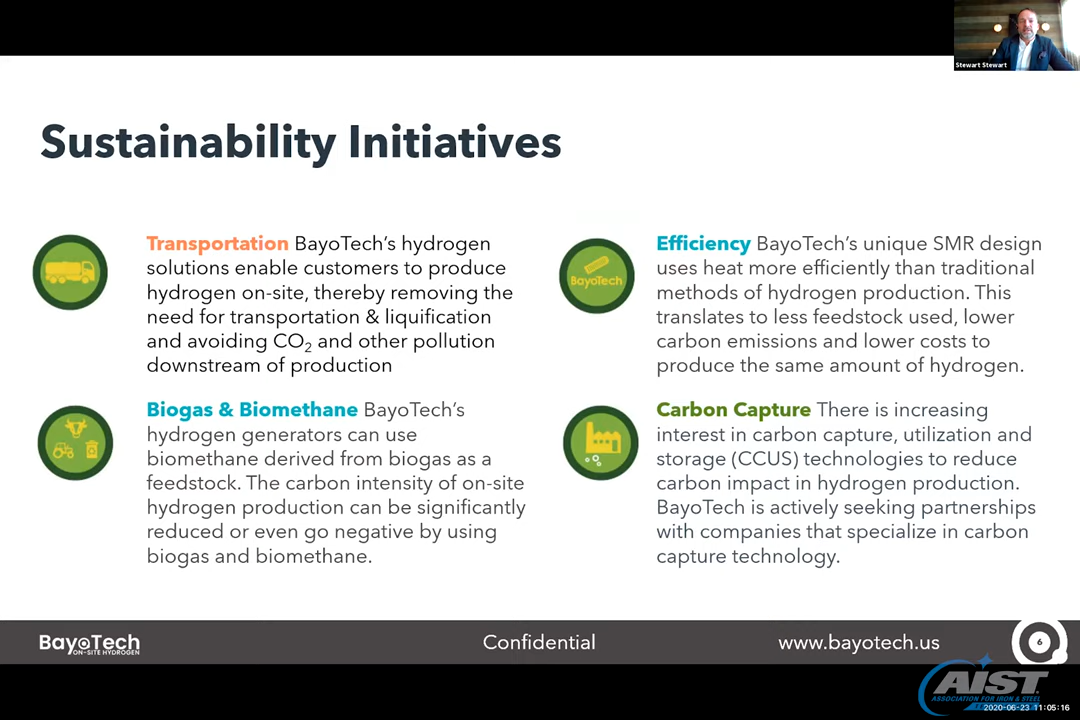 Stewart Stewart
Sustainability Initiatives
Transportation BayoTech's hydrogen
solutions enable customers to produce
hydrogen on-site, thereby removing the
need for transportation & liquification
and avoiding CO2 and other pollution
downstream of production
Efficiency BayoTech's unique SMR design
uses heat more efficiently than traditional
methods of hydrogen production. This
translates to less feedstock used, lower
carbon emissions and lower costs to
produce the same amount of hydrogen.
BayoTech
Biogas & Biomethane BayoTech's
hydrogen generators can use
biomethane derived from biogas as a
feedstock. The carbon intensity of on-site
hydrogen production can be significantly
reduced or even go negative by using
biogas and biomethane.
Carbon Capture There is increasing
interest in carbon capture, utilization and
storage (CCUS) technologies to reduce
carbon impact in hydrogen production.
BayoTech is actively seeking partnerships
with companies that specialize in carbon
capture technology.
BayoTech
ON-SITE HYDROGEN
Confidential
www.bayotech.us
6
AIST
ASSOCIATION FOR IRON & STEEL
2020-06-23 11:05:16